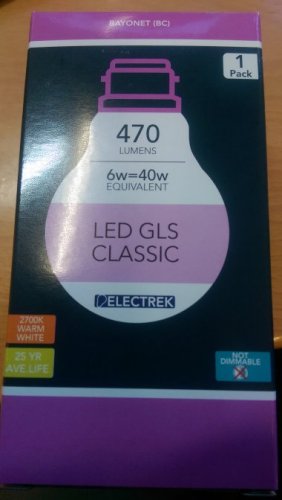 BAYONET (BC)
1
Pack
470
LUMENS
6w=40w
EQUIVALENT
LED GLS
CLASSIC
ELECTREK
2700K
WARM
WHITE
25 YR
AVE.LIFE
NOT
DIMMABLE